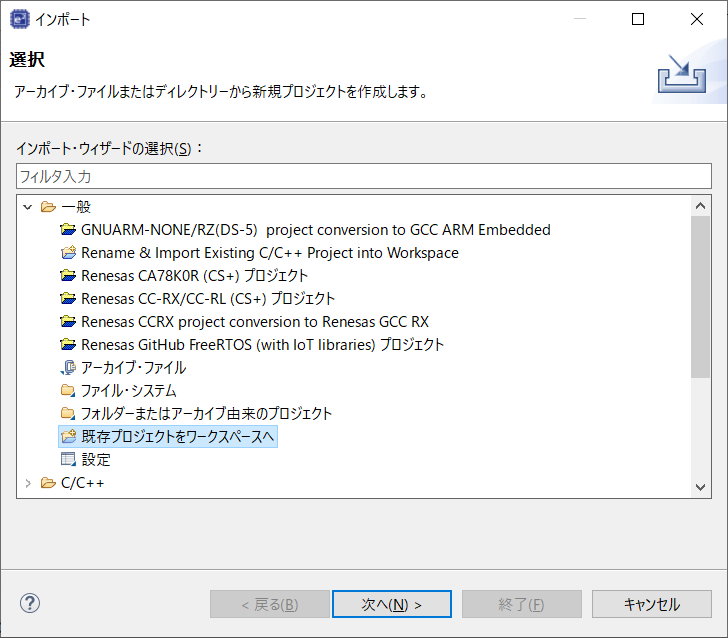 インポート
選択
アーカイブ・ファイルまたはディレクトリーから新規プロジェクトを作成します。
インポート・ウィザードの選択(S)：
フィルタ入力
一般
GNUARM-NONE/RZ(DS-5)  project conversion to GCC ARM Embedded
Rename & Import Existing C/C++ Project into Workspace
Renesas CA78K0R (CS+) プロジェクト
Renesas CC-RX/CC-RL (CS+) プロジェクト
Renesas CCRX project conversion to Renesas GCC RX
Renesas GitHub FreeRTOS (with IoT libraries) プロジェクト
アーカイブ・ファイル
ファイル・システム
フォルダーまたはアーカイブ由来のプロジェクト
既存プロジェクトをワークスペースへ
設定
C/C++
< 戻る(B) 次へ(N) > 終了(F) キャンセル